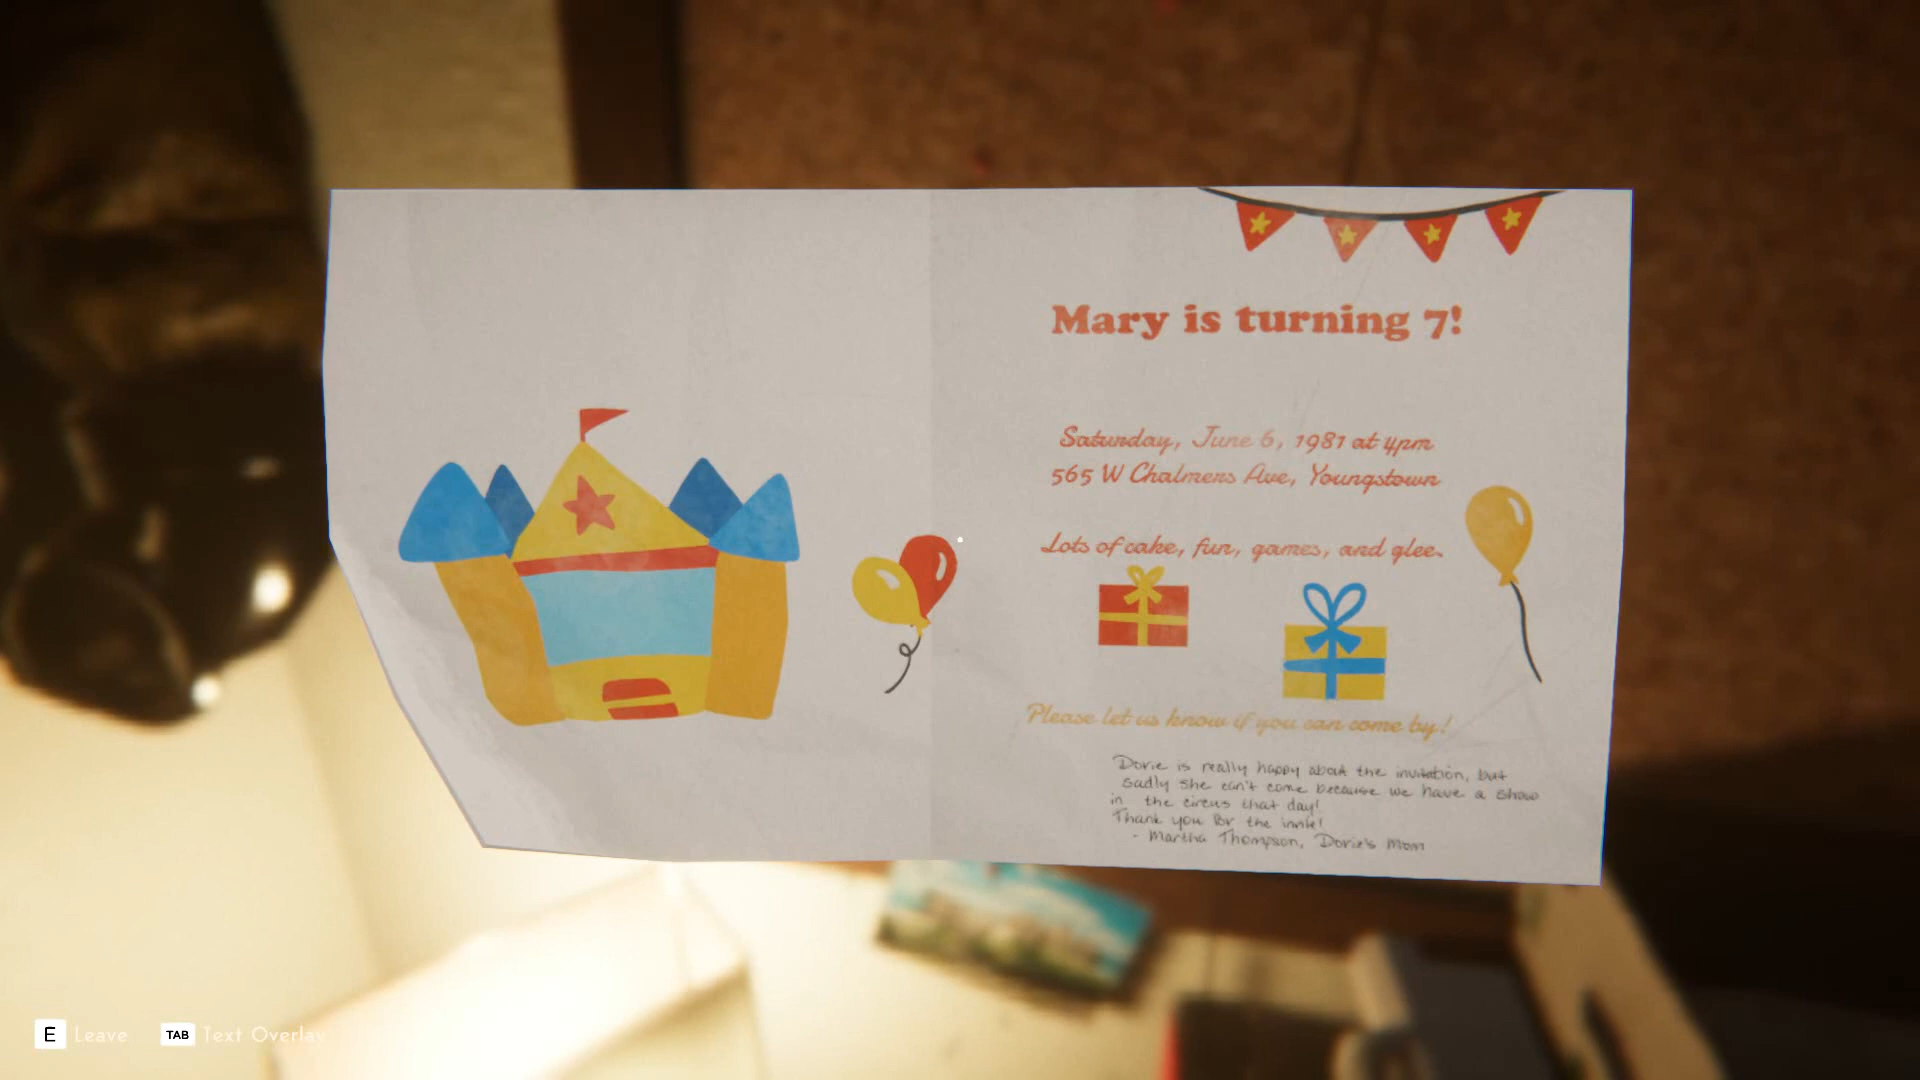 Mary is turning 7!
Saturday, June 6, 1981 at 4pm
565 W Chalmers Ave, Youngstown
Lots of cake, fun, games, and glee.
Please let us know if you can come by!
Dorie is really happy about the invitation, but
sadly she can't come because we have a show
in the circus that day!
Thank you for the invite!
- Martha Thompson, Dorie's Mom
E Leave TAB Text Overlay